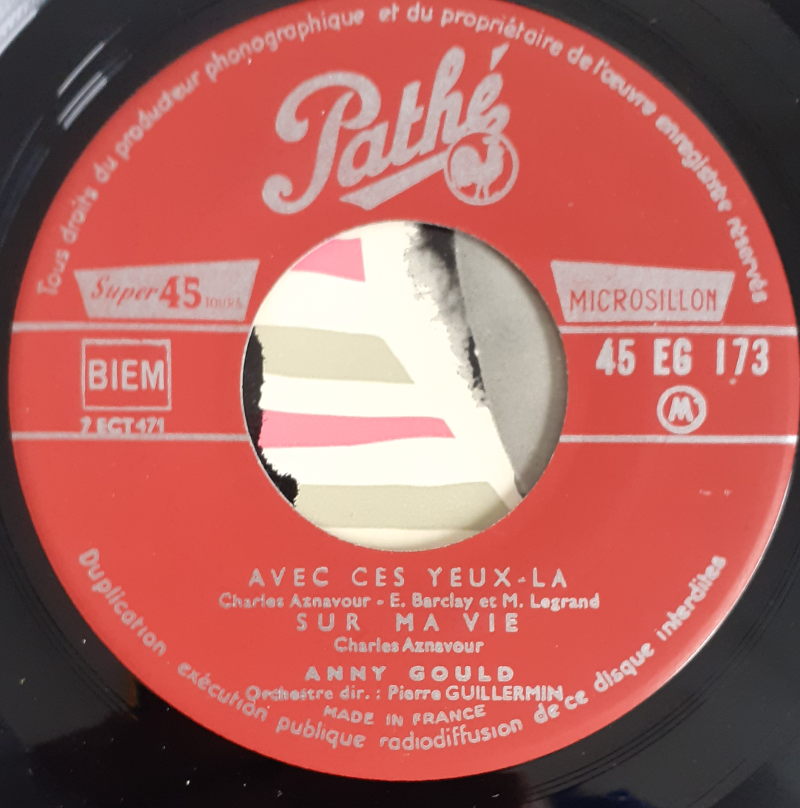 Tous droits du producteur phonographique et du propriétaire de l'œuvre enregistrée réservés
Pathé
Super 45 TOURS
MICROSILLON
BIEM
45 EG 173
M
7 ECT 471
AVEC CES YEUX-LA
Charles Aznavour - E. Barclay et M. Legrand
SUR MA VIE
Charles Aznavour
ANNY GOULD
Orchestre dir. : Pierre GUILLERMIN
MADE IN FRANCE
Duplication exécution publique radiodiffusion de ce disque interdites